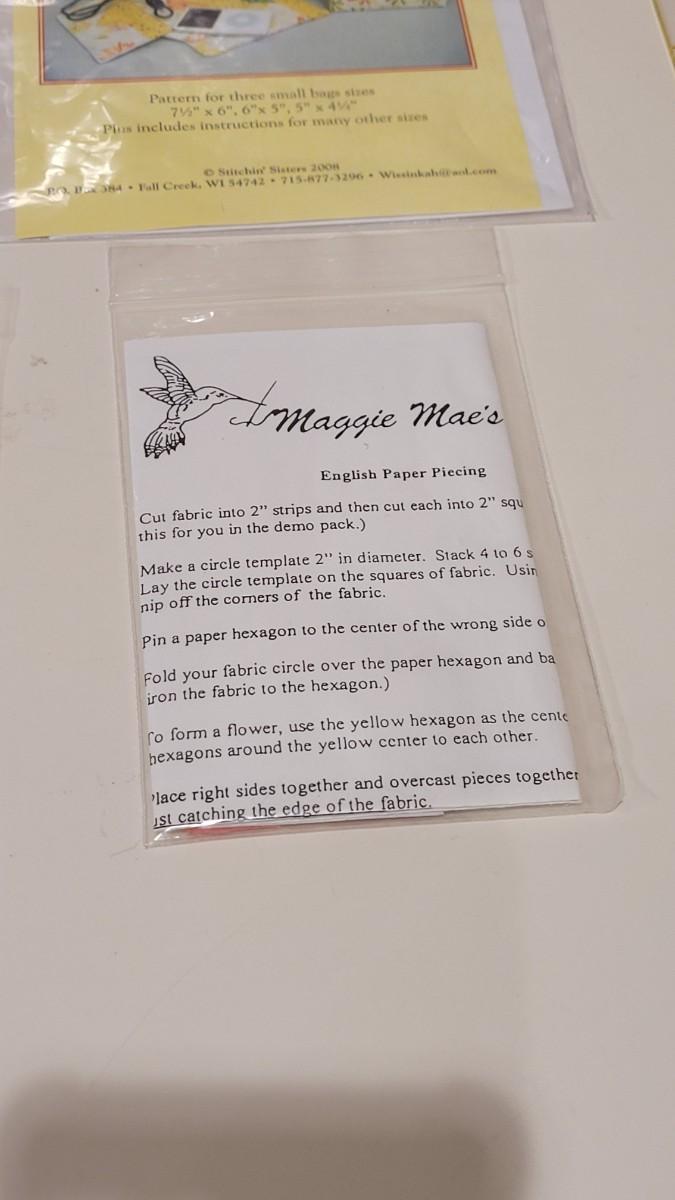 Pattern for three small bags sizes
7½" x 6", 6"x 5", 5" x 4½"
Plus includes instructions for many other sizes
© Stitchin' Sisters 2008
P.O. Box 384 • Fall Creek, WI 54742 • 715-877-3296 • Wissinkah@aol.com
Maggie Mae's
English Paper Piecing
Cut fabric into 2" strips and then cut each into 2" squ
this for you in the demo pack.)
Make a circle template 2" in diameter. Stack 4 to 6 s
Lay the circle template on the squares of fabric. Usin
nip off the corners of the fabric.
Pin a paper hexagon to the center of the wrong side o
Fold your fabric circle over the paper hexagon and ba
iron the fabric to the hexagon.)
To form a flower, use the yellow hexagon as the cente
hexagons around the yellow center to each other.
lace right sides together and overcast pieces together
ust catching the edge of the fabric.